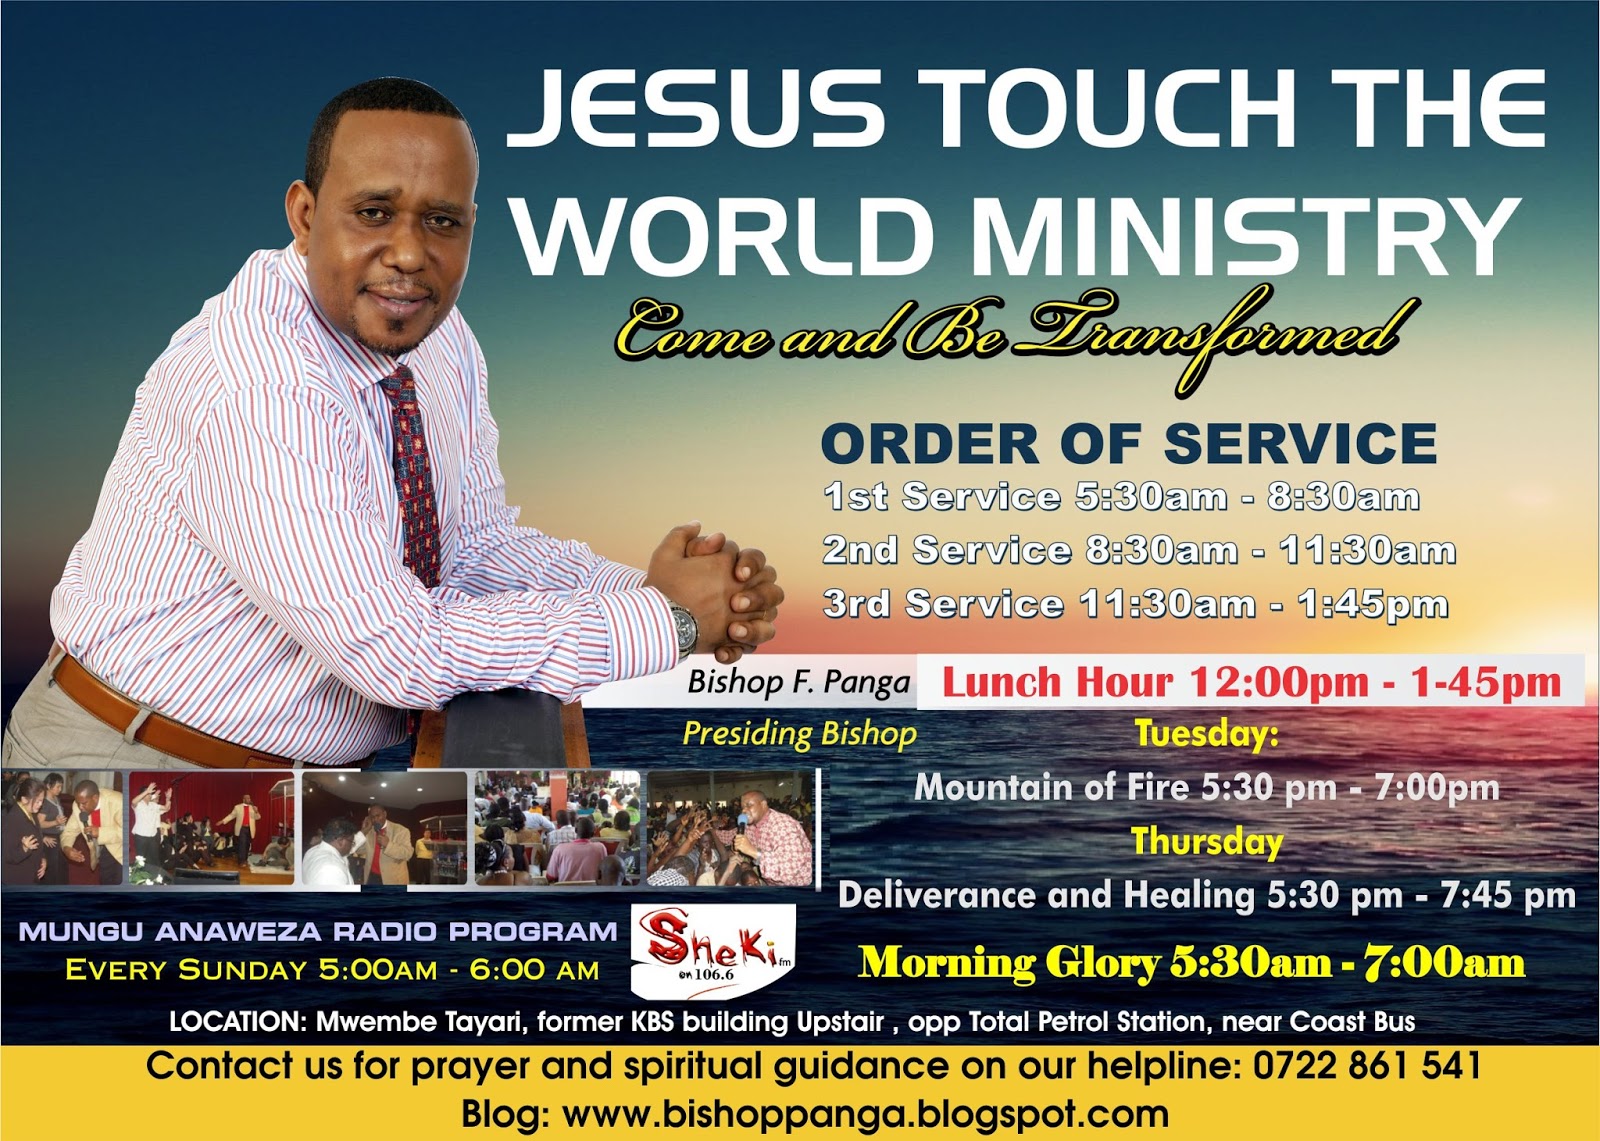 JESUS TOUCH THE
WORLD MINISTRY
Come and Be Transformed
ORDER OF SERVICE
1st Service 5:30am - 8:30am
2nd Service 8:30am - 11:30am
3rd Service 11:30am - 1:45pm
Bishop F. Panga
Presiding Bishop
Lunch Hour 12:00pm - 1-45pm
Tuesday:
Mountain of Fire 5:30 pm - 7:00pm
Thursday
Deliverance and Healing 5:30 pm - 7:45 pm
Morning Glory 5:30am - 7:00am
MUNGU ANAWEZA RADIO PROGRAM
EVERY SUNDAY 5:00AM - 6:00 AM
Sheki fm
on 106.6
LOCATION: Mwembe Tayari, former KBS building Upstair , opp Total Petrol Station, near Coast Bus
Contact us for prayer and spiritual guidance on our helpline: 0722 861 541
Blog: www.bishoppanga.blogspot.com